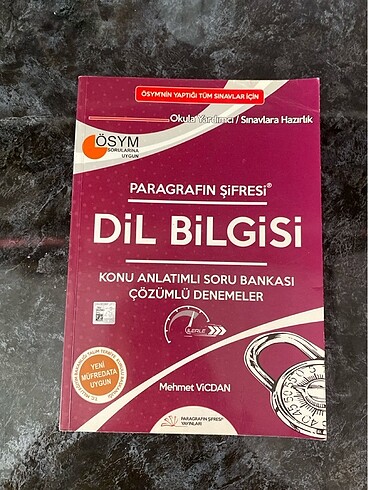 ÖSYM'NİN YAPTIĞI TÜM SINAVLAR İÇİN
Okula Yardımcı / Sınavlara Hazırlık
ÖSYM
SORULARINA
UYGUN
PARAGRAFIN ŞİFRESİ®
DİL BİLGİSİ
KONU ANLATIMLI SORU BANKASI
ÇÖZÜMLÜ DENEMELER
İLERLE
YENİ
MÜFREDATA
UYGUN
Mehmet VİCDAN
PARAGRAFIN ŞİFRESİ
YAYINLARI